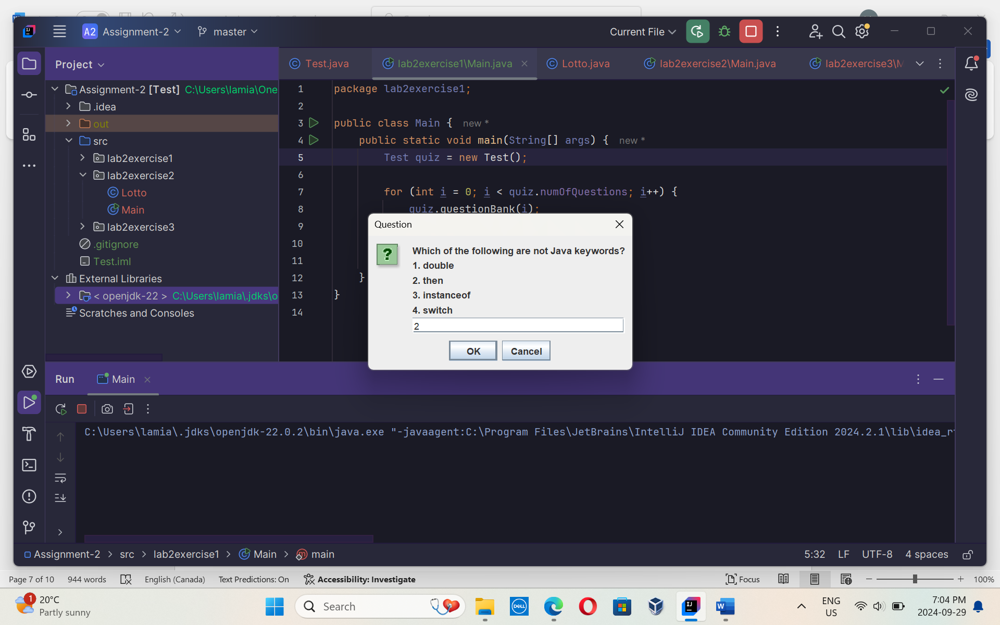 A2 Assignment-2 master Current File
Project
Test.java lab2exercise1\Main.java Lotto.java lab2exercise2\Main.java lab2exercise3\M
Assignment-2 [Test] C:\Users\lamia\One
.idea
out
src
lab2exercise1
lab2exercise2
Lotto
Main
lab2exercise3
.gitignore
Test.iml
External Libraries
< openjdk-22 > C:\Users\lamia\.jdks\o
Scratches and Consoles
1 package lab2exercise1;
2
3 public class Main { new *
4 public static void main(String[] args) { new *
5 Test quiz = new Test();
6
7 for (int i = 0; i < quiz.numOfQuestions; i++) {
8 quiz.questionBank(i);
9
10
11
12 }
13 }
14
Question
Which of the following are not Java keywords?
1. double
2. then
3. instanceof
4. switch
2
OK Cancel
Run Main
C:\Users\lamia\.jdks\openjdk-22.0.2\bin\java.exe "-javaagent:C:\Program Files\JetBrains\IntelliJ IDEA Community Edition 2024.2.1\lib\idea_r
Assignment-2 > src > lab2exercise1 > Main > main
5:32 LF UTF-8 4 spaces
Page 7 of 10 944 words English (Canada) Text Predictions: On Accessibility: Investigate Focus 100%
1 20°C
Partly sunny
Search
DELL
ENG
US
7:04 PM
2024-09-29